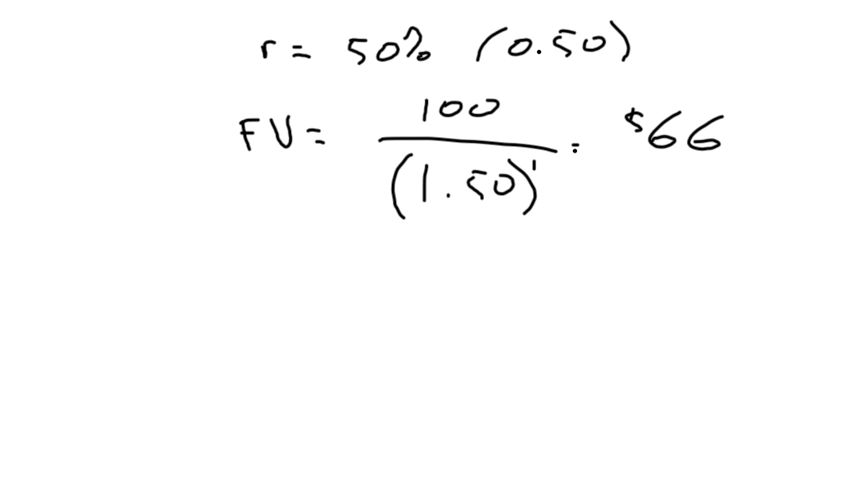 r = 50% (0.50)
FV = 100 / (1.50)¹ = $66